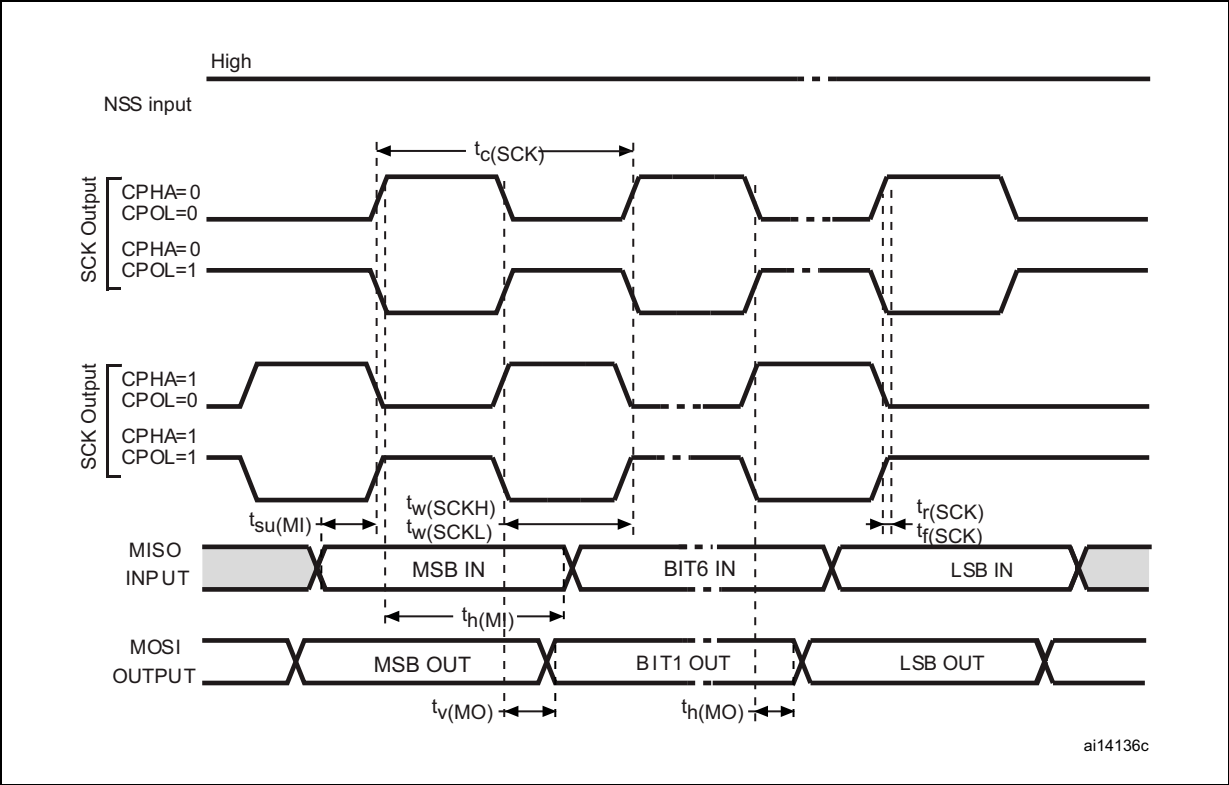 High
NSS input
tc(SCK)
SCK Output
CPHA=0
CPOL=0
CPHA=0
CPOL=1
SCK Output
CPHA=1
CPOL=0
CPHA=1
CPOL=1
tw(SCKH)
tw(SCKL)
tsu(MI)
tr(SCK)
tf(SCK)
MISO
INPUT
MSB IN
BIT6 IN
LSB IN
th(MI)
MOSI
OUTPUT
MSB OUT
BIT1 OUT
LSB OUT
tv(MO)
th(MO)
ai14136c